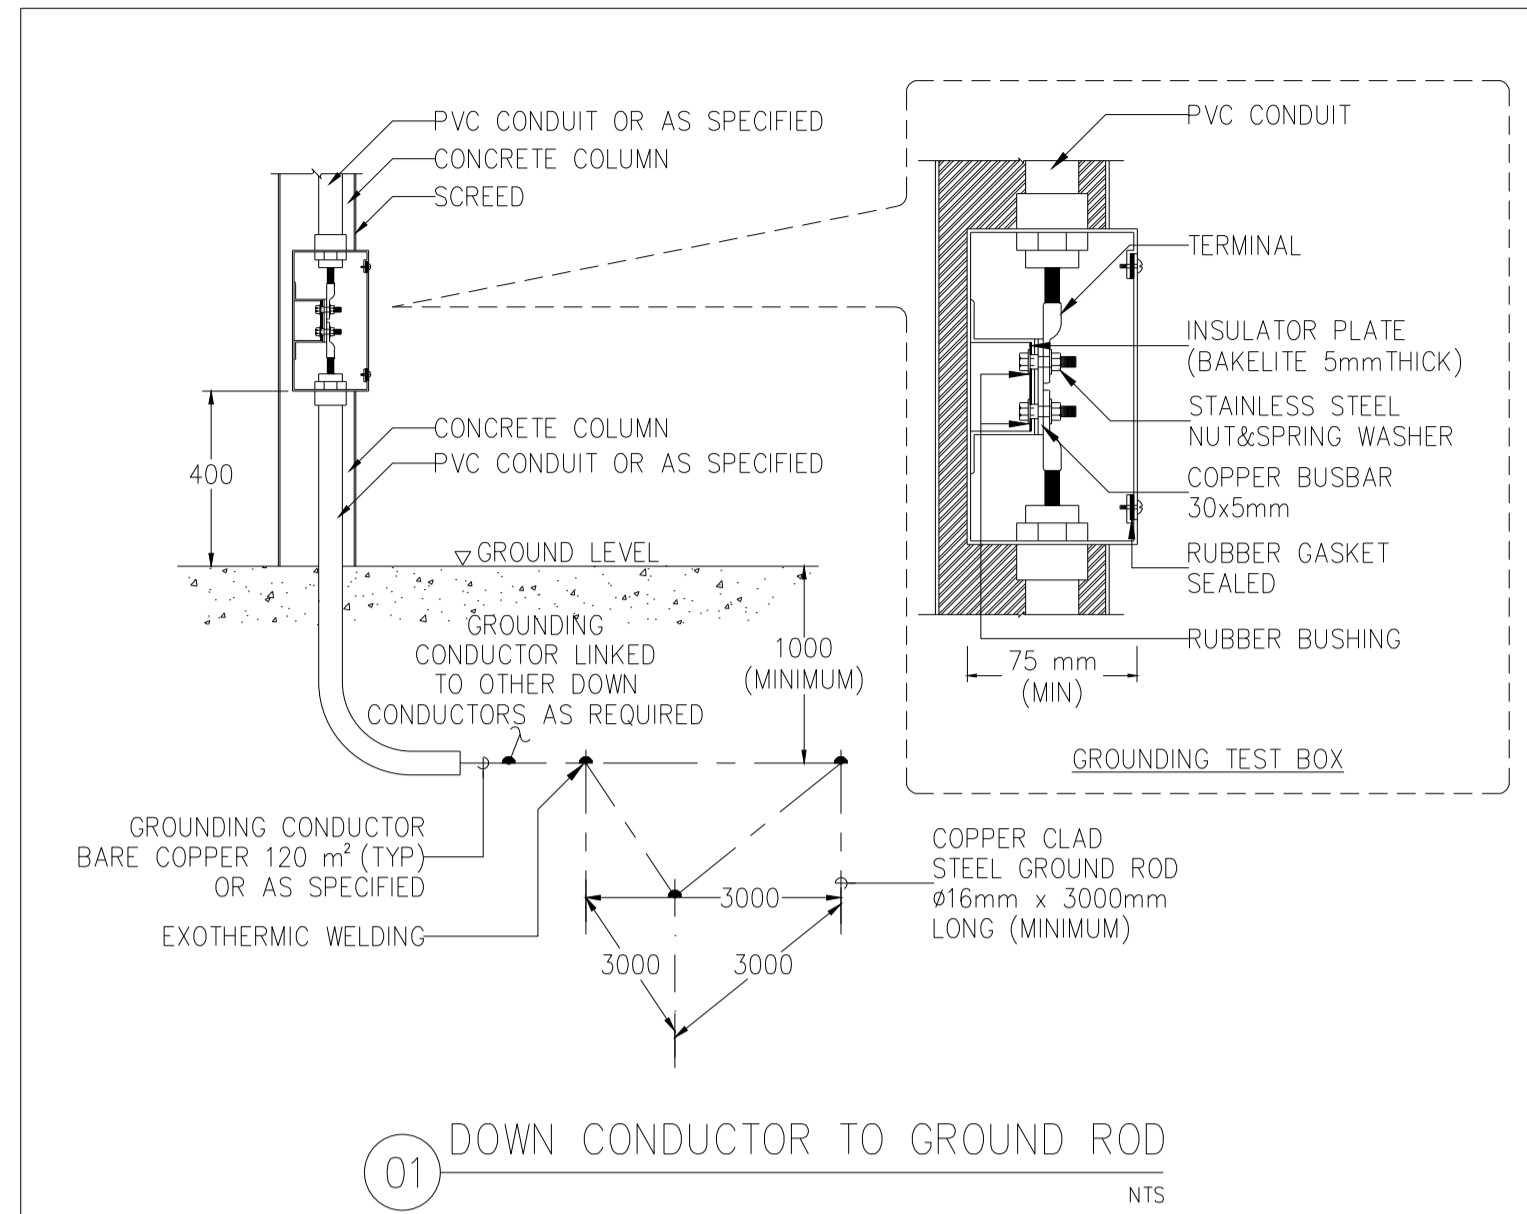 PVC CONDUIT OR AS SPECIFIED
CONCRETE COLUMN
SCREED
400
CONCRETE COLUMN
PVC CONDUIT OR AS SPECIFIED
GROUND LEVEL
GROUNDING
CONDUCTOR LINKED
TO OTHER DOWN
CONDUCTORS AS REQUIRED
1000
(MINIMUM)
GROUNDING CONDUCTOR
BARE COPPER 120 m² (TYP)
OR AS SPECIFIED
EXOTHERMIC WELDING
3000
3000
3000
COPPER CLAD
STEEL GROUND ROD
ø16mm x 3000mm
LONG (MINIMUM)
PVC CONDUIT
TERMINAL
INSULATOR PLATE
(BAKELITE 5mmTHICK)
STAINLESS STEEL
NUT&SPRING WASHER
COPPER BUSBAR
30x5mm
RUBBER GASKET
SEALED
RUBBER BUSHING
75 mm
(MIN)
GROUNDING TEST BOX
01
DOWN CONDUCTOR TO GROUND ROD
NTS